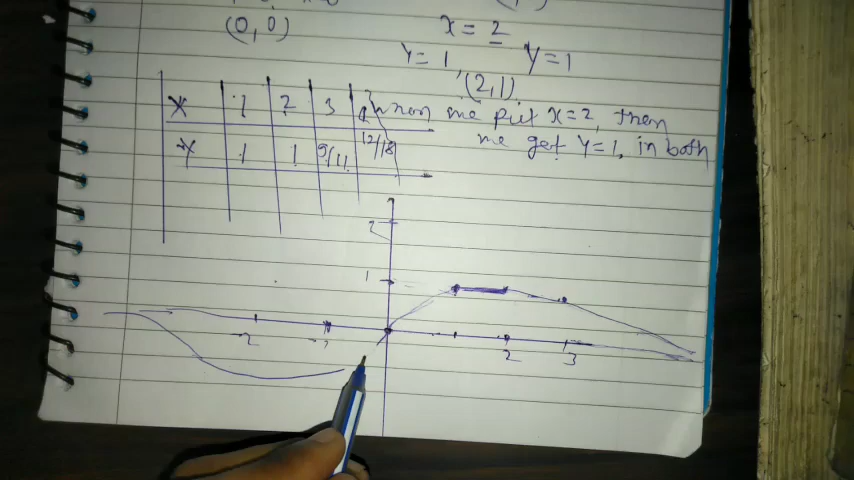 (0, 0)
X = 2
Y = 1, Y = 1
(2,1)
X 1 2 3 4
Y 1 1 9/11 12/18
when we put X = 2, then
we get Y = 1, in both
2
1
-2 -1 2 3